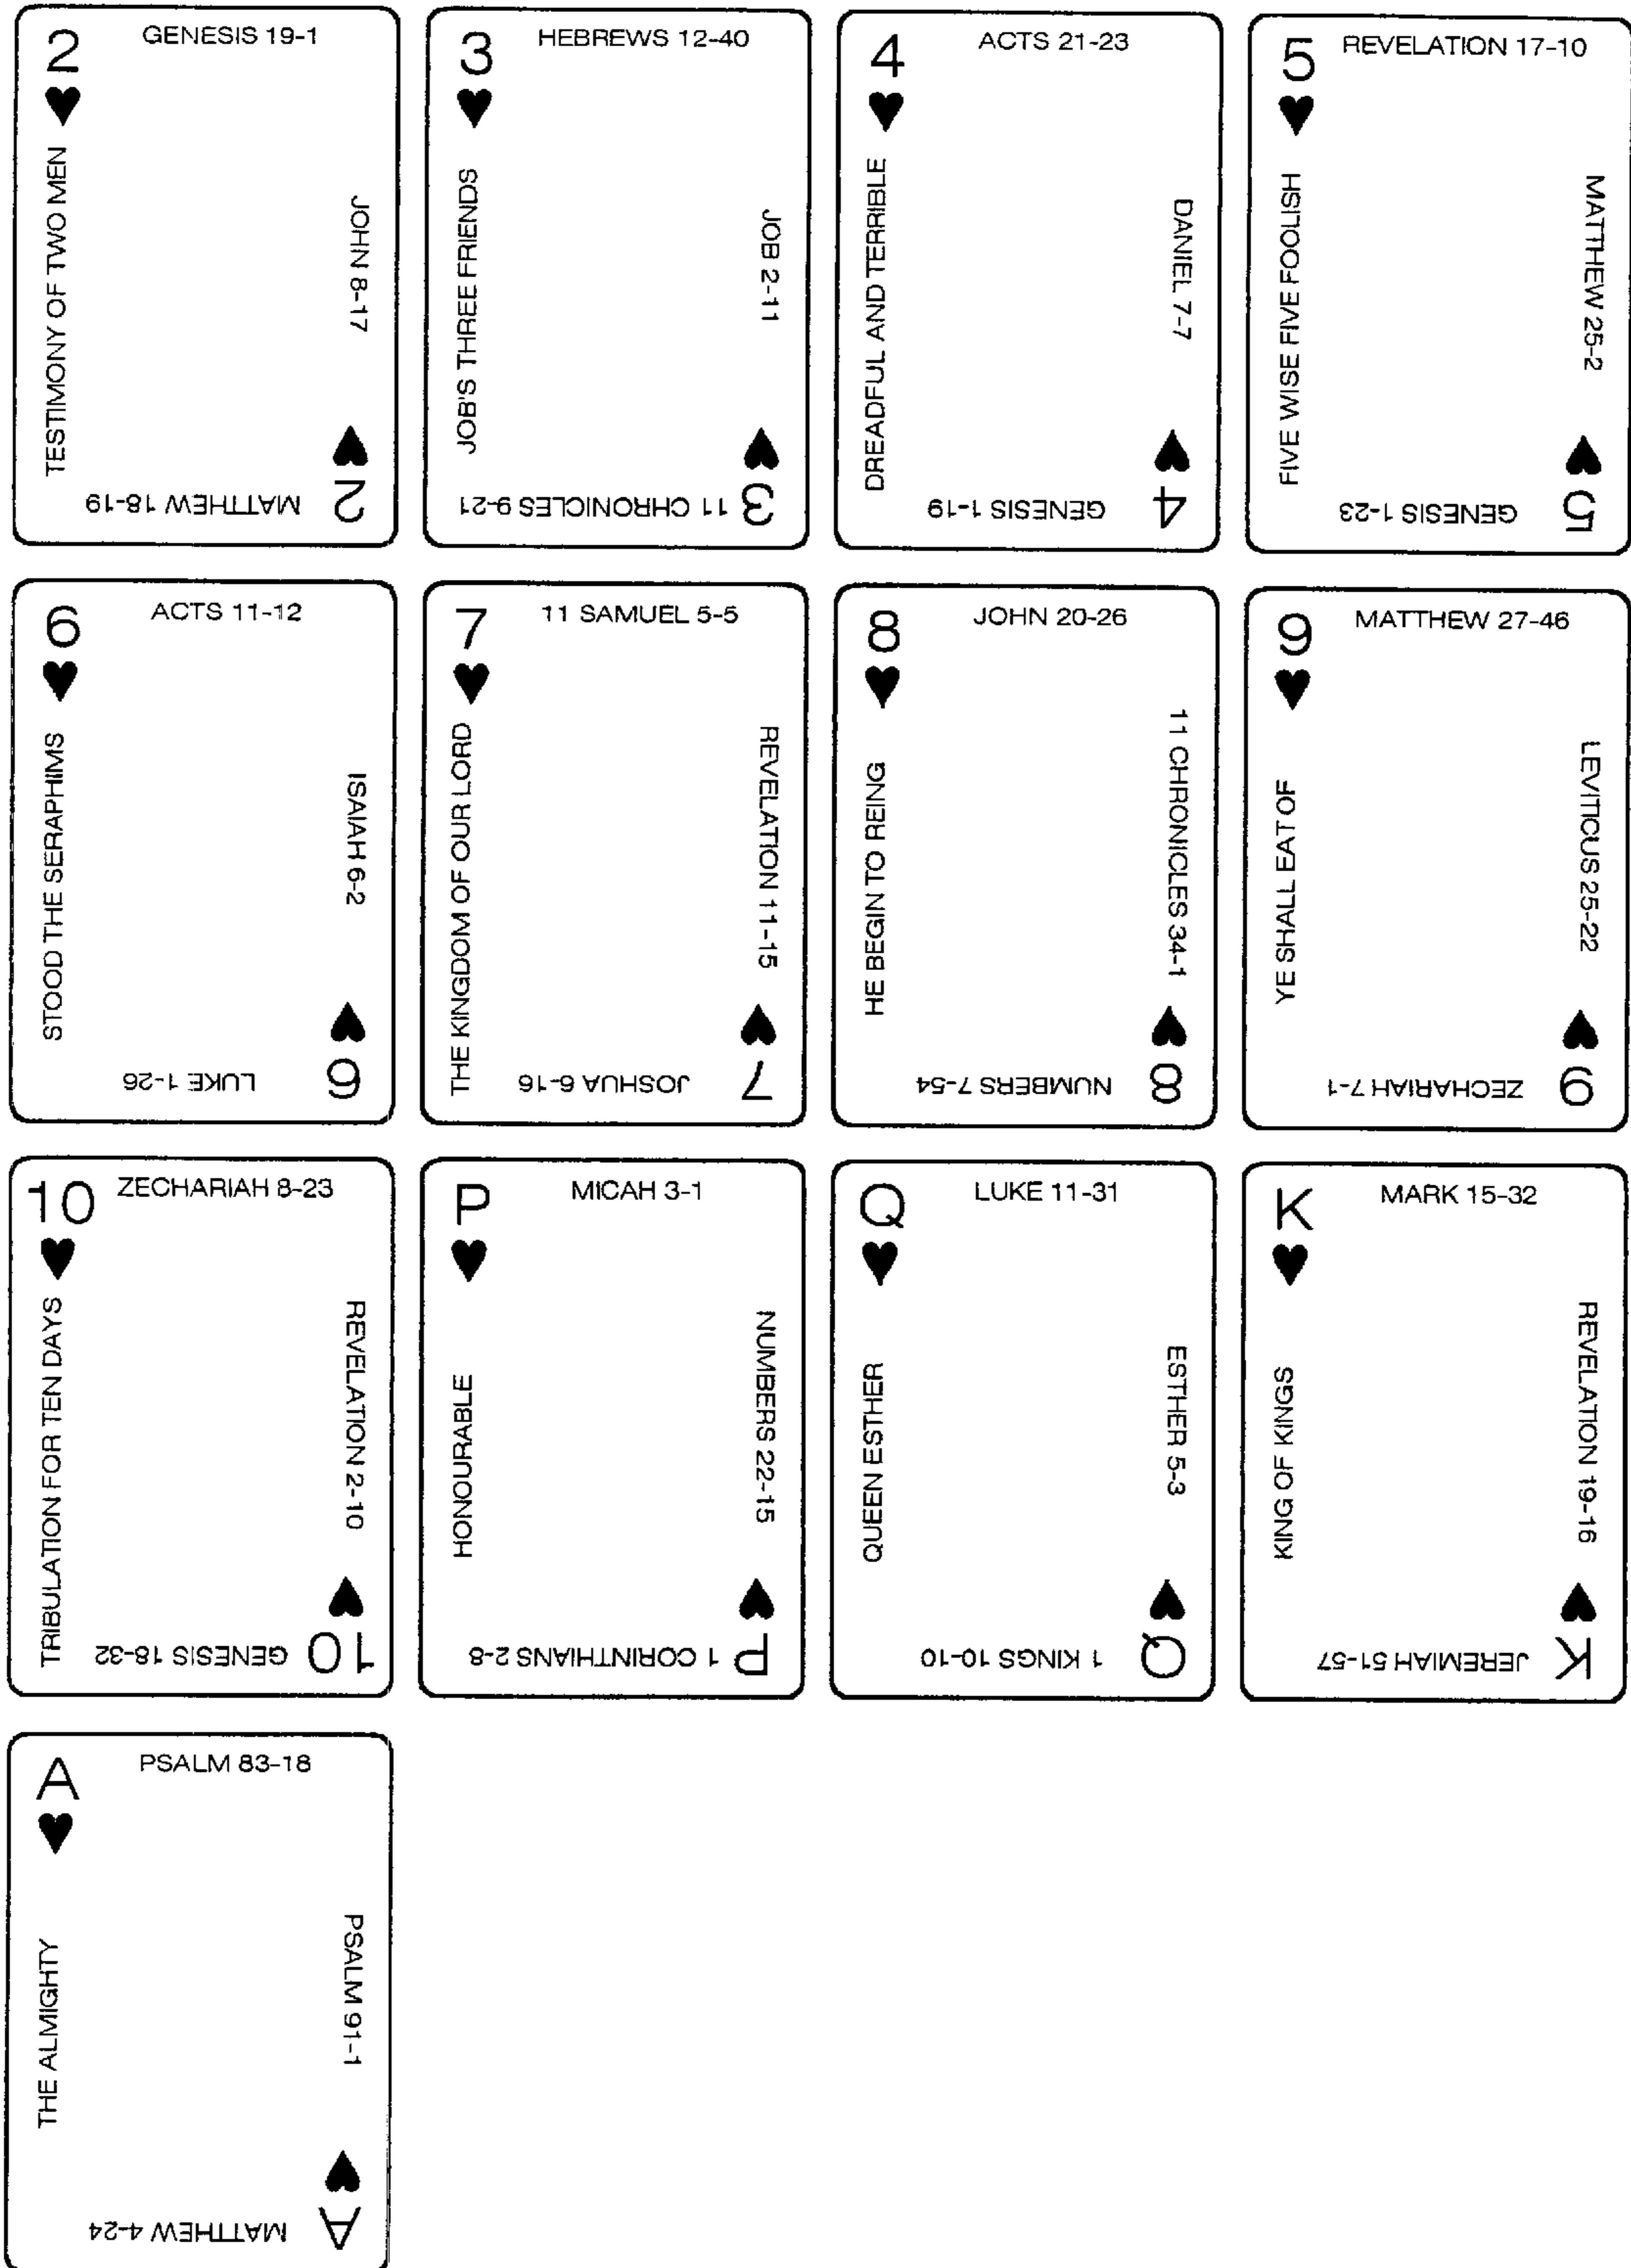 2
GENESIS 19-1
TESTIMONY OF TWO MEN
JOHN 8-17
MATTHEW 18-19
2
3
HEBREWS 12-40
JOB'S THREE FRIENDS
JOB 2-11
11 CHRONICLES 9-21
3
4
ACTS 21-23
DREADFUL AND TERRIBLE
DANIEL 7-7
GENESIS 1-19
4
5
REVELATION 17-10
FIVE WISE FIVE FOOLISH
MATTHEW 25-2
GENESIS 1-23
5
6
ACTS 11-12
STOOD THE SERAPHIMS
ISAIAH 6-2
LUKE 1-26
6
7
11 SAMUEL 5-5
THE KINGDOM OF OUR LORD
REVELATION 11-15
JOSHUA 6-16
7
8
JOHN 20-26
HE BEGIN TO REING
11 CHRONICLES 34-1
NUMBERS 7-54
8
9
MATTHEW 27-46
YE SHALL EAT OF
LEVITICUS 25-22
ZECHARIAH 7-1
9
10
ZECHARIAH 8-23
TRIBULATION FOR TEN DAYS
REVELATION 2-10
GENESIS 18-32
10
P
MICAH 3-1
HONOURABLE
NUMBERS 22-15
1 CORINTHIANS 2-8
P
Q
LUKE 11-31
QUEEN ESTHER
ESTHER 5-3
1 KINGS 10-10
Q
K
MARK 15-32
KING OF KINGS
REVELATION 19-16
JEREMIAH 51-57
K
A
PSALM 83-18
THE ALMIGHTY
PSALM 91-1
MATTHEW 4-24
A